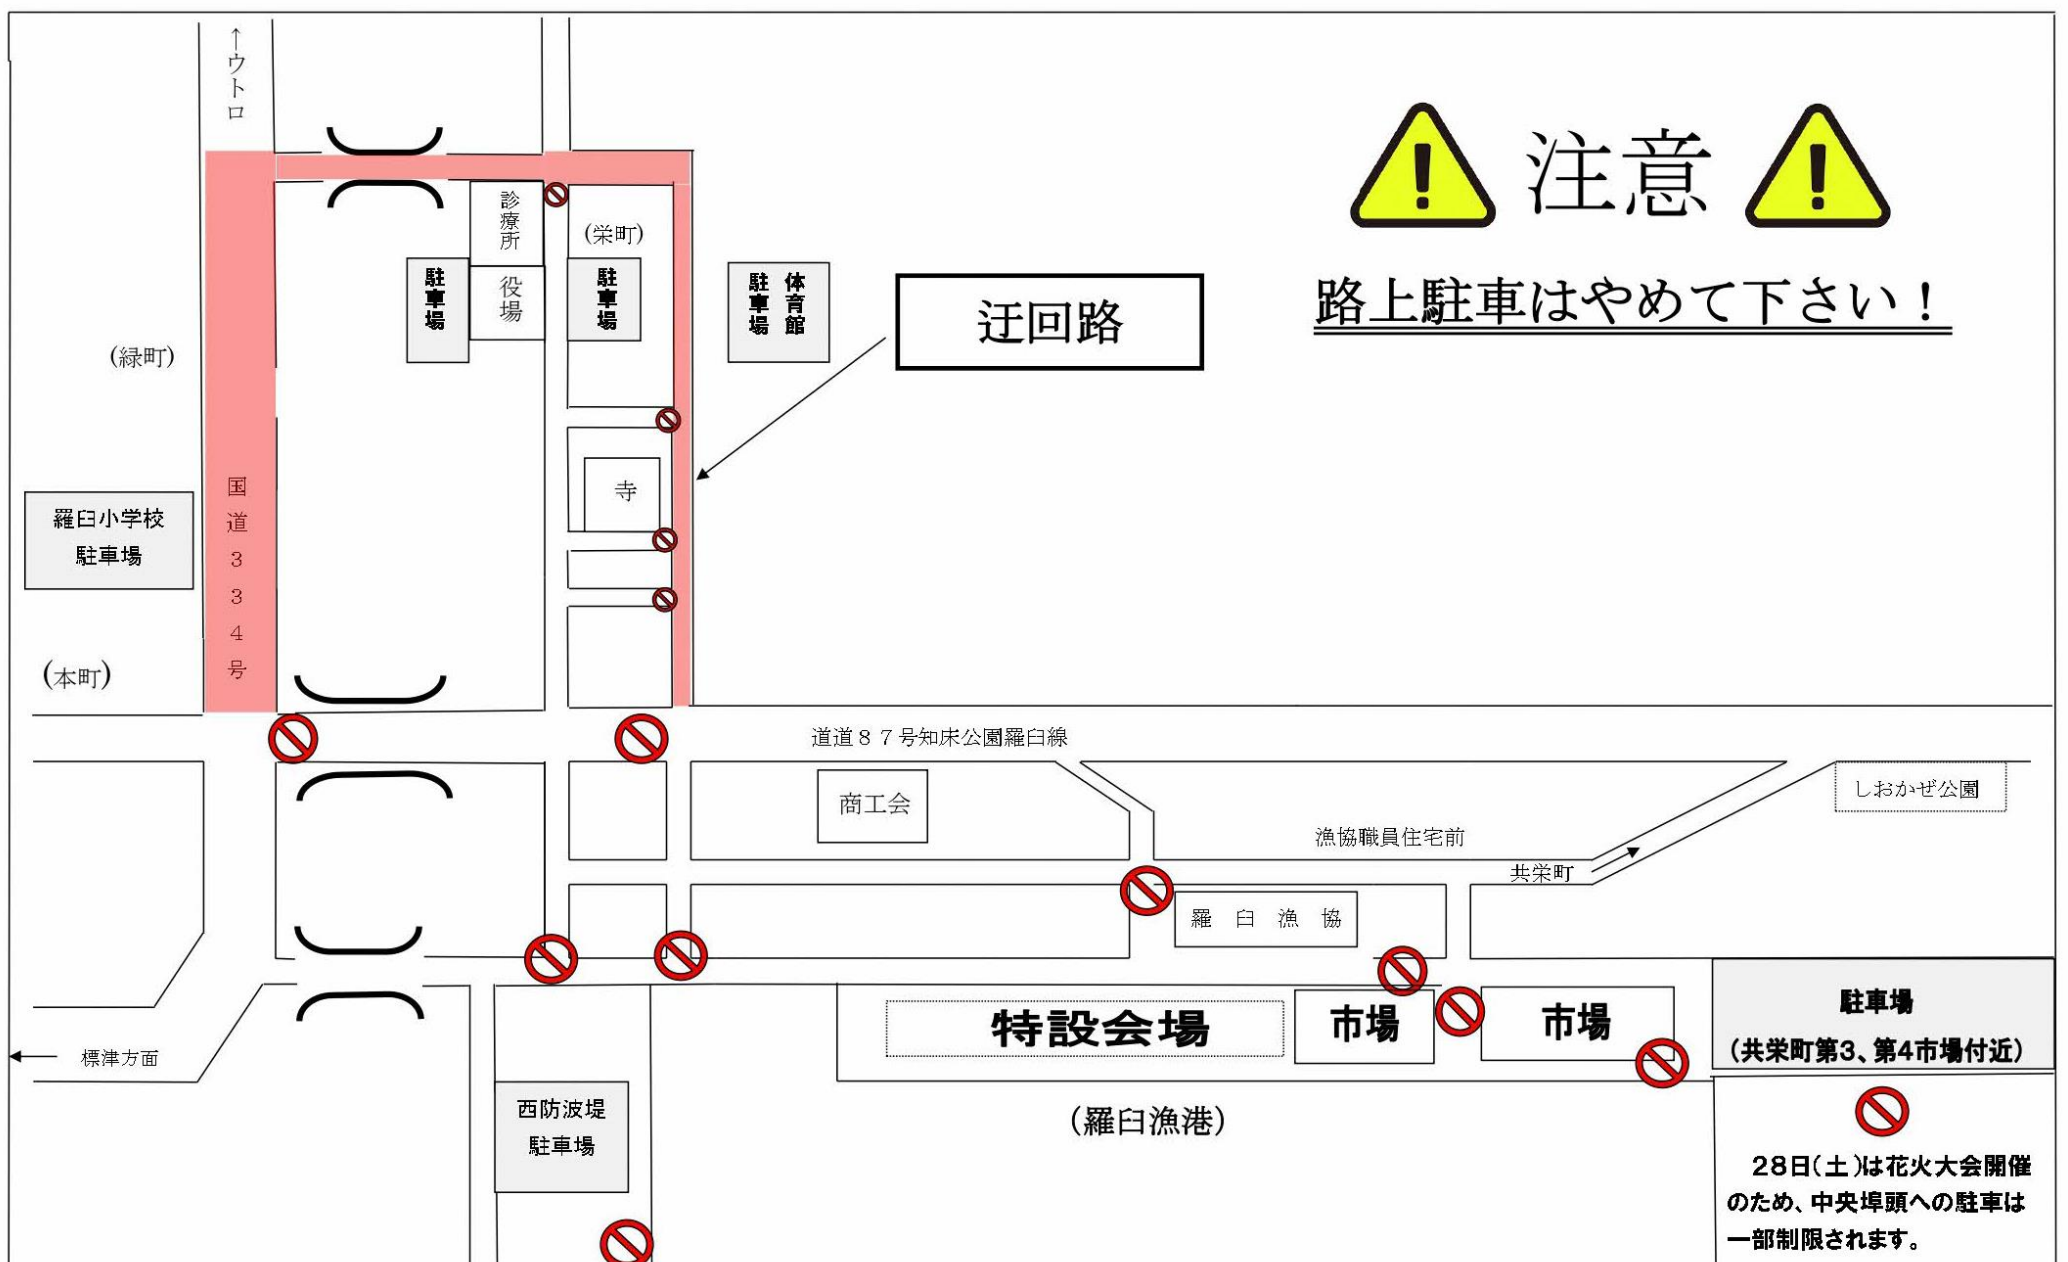 ↑ウトロ
注意
路上駐車はやめて下さい！
診療所
(栄町)
駐車場
役場
駐車場
体育館
駐車場
迂回路
(緑町)
国道３３４号
寺
羅臼小学校
駐車場
(本町)
道道８７号知床公園羅臼線
商工会
しおかぜ公園
漁協職員住宅前
共栄町
羅臼漁協
特設会場
市場
市場
駐車場
(共栄町第3、第4市場付近)
標津方面
西防波堤
駐車場
(羅臼漁港)
28日(土)は花火大会開催
のため、中央埠頭への駐車は
一部制限されます。